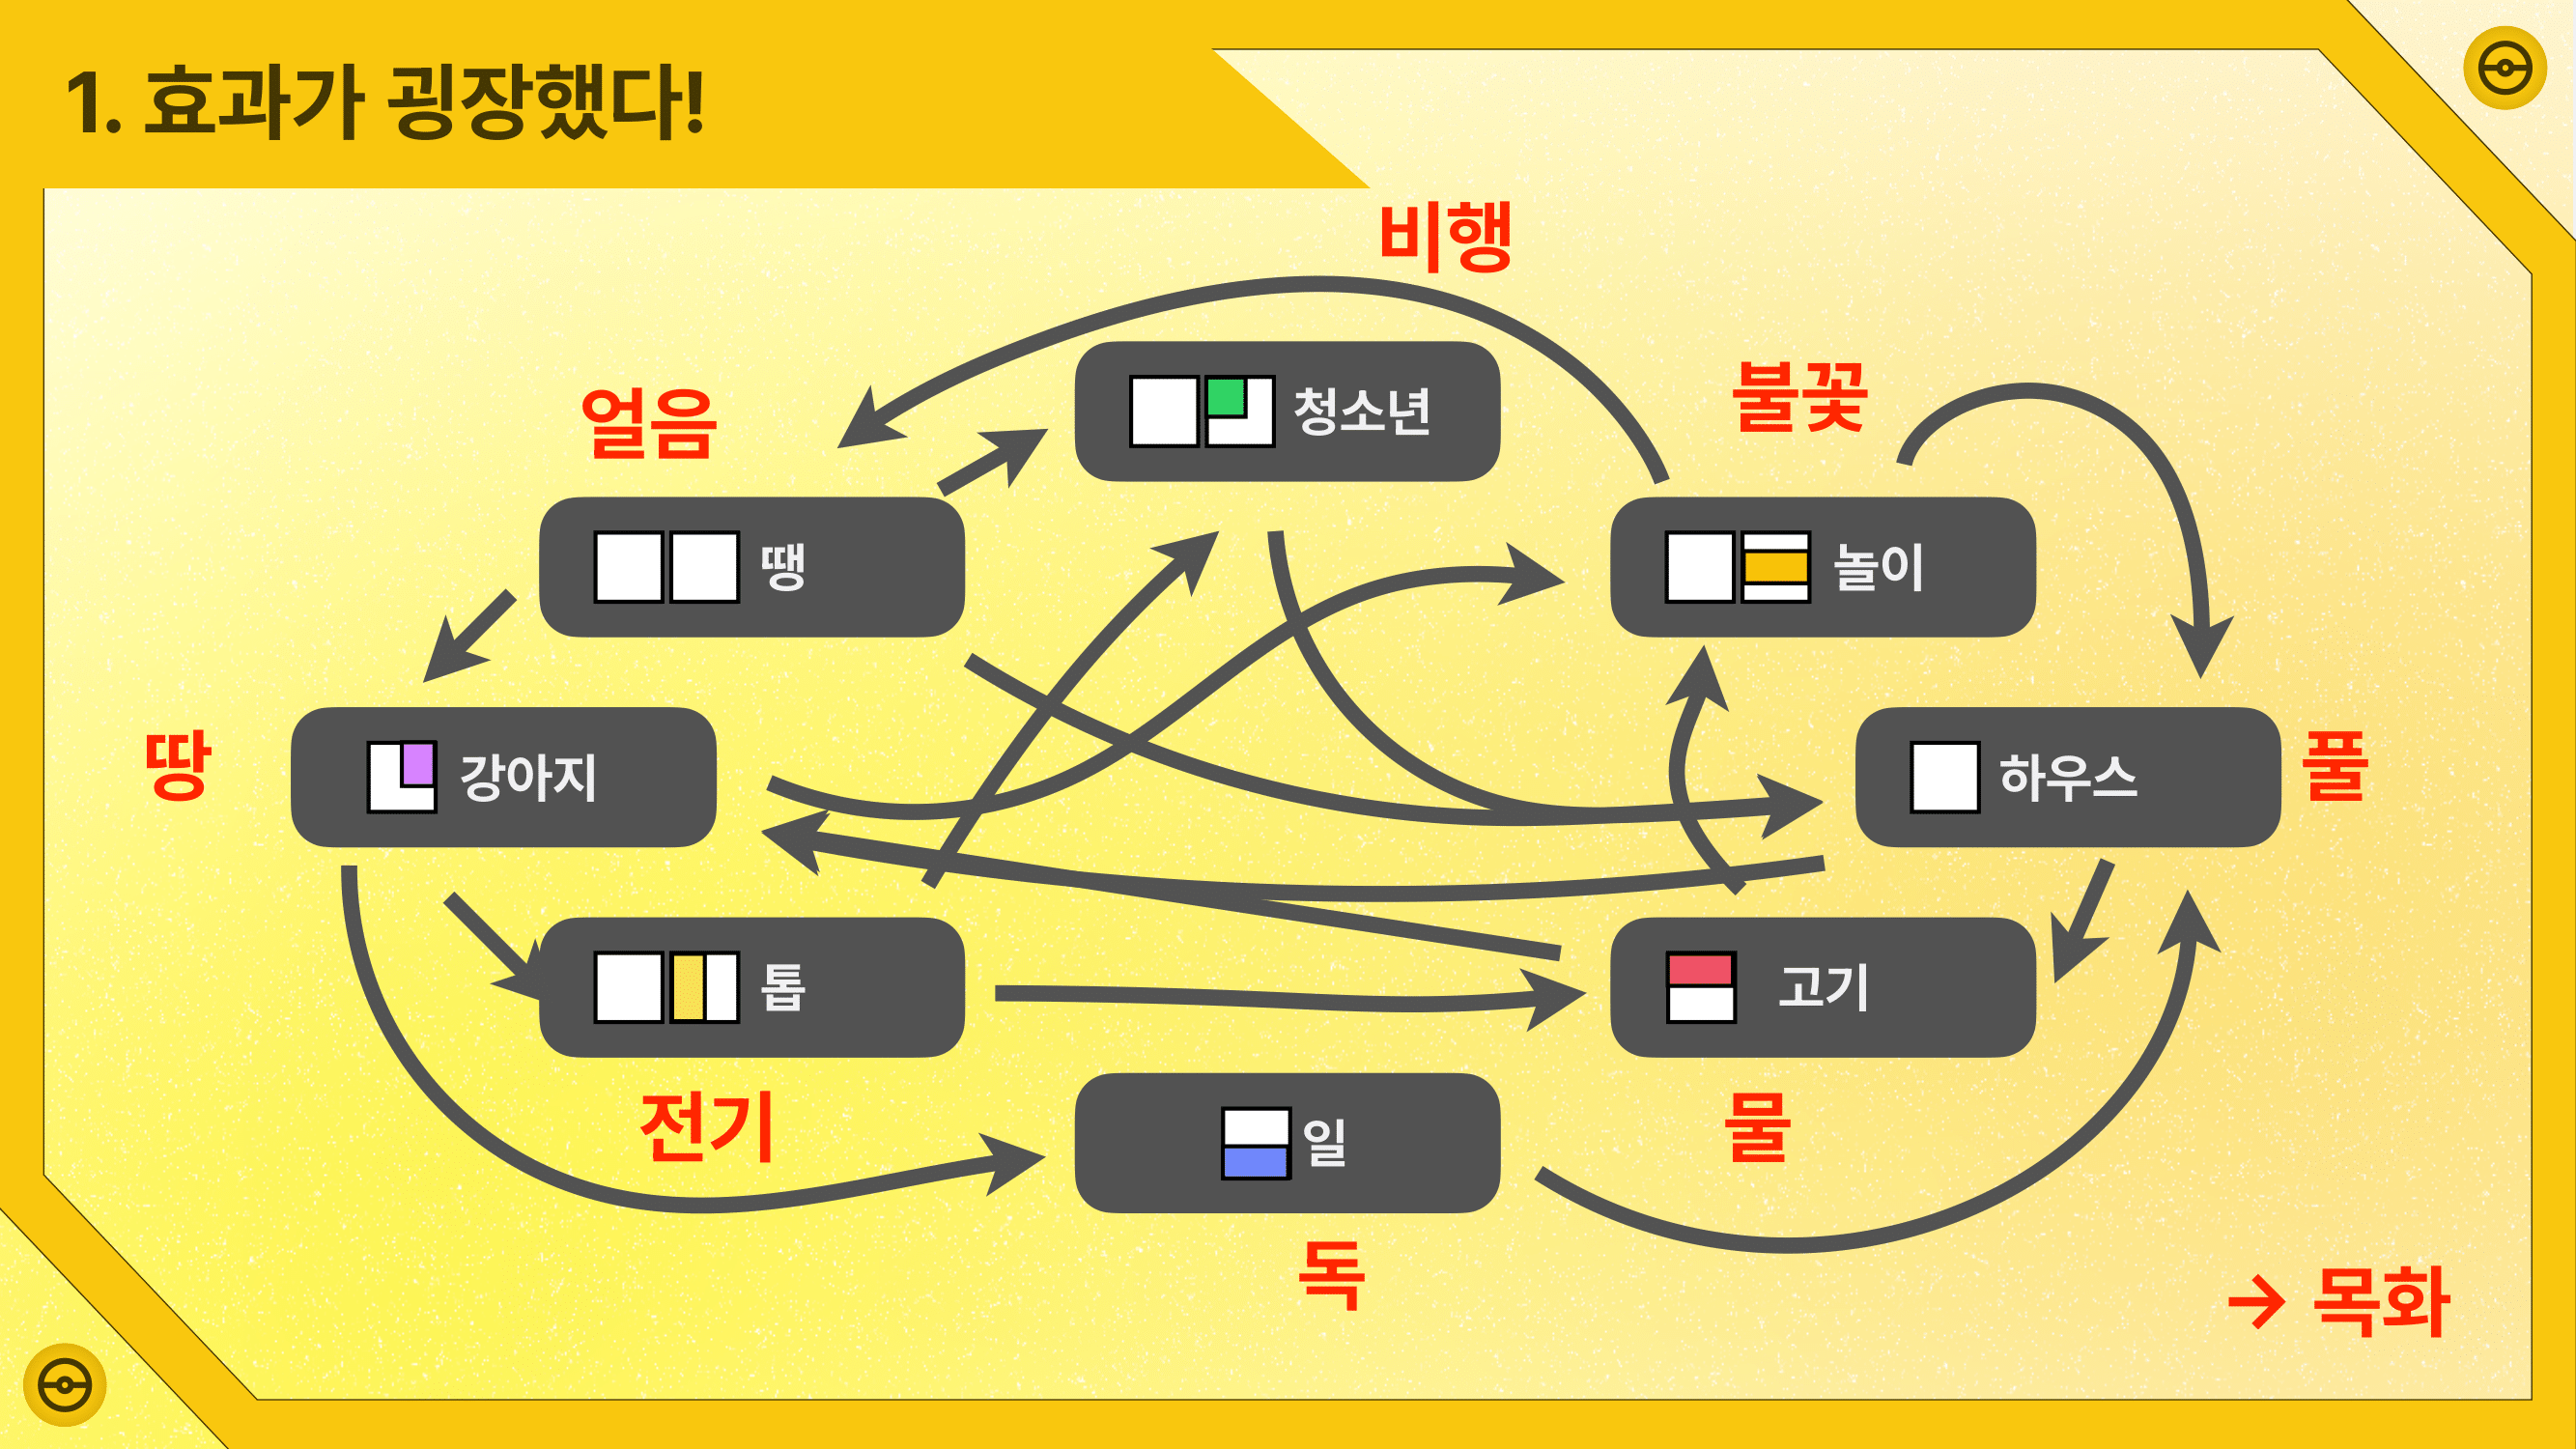 1. 효과가 굉장했다!
비행
불꽃
얼음
청소년
땡
놀이
땅
강아지
하우스
풀
톱
고기
전기
일
물
독
→ 목화